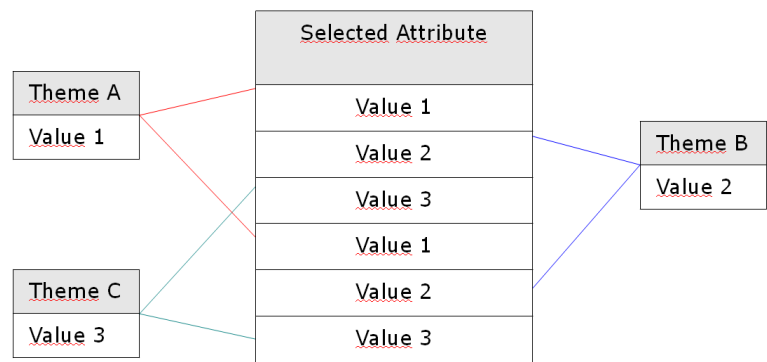 Selected Attribute
Theme A
Value 1
Value 1
Value 2
Value 3
Value 1
Value 2
Value 3
Theme B
Value 2
Theme C
Value 3